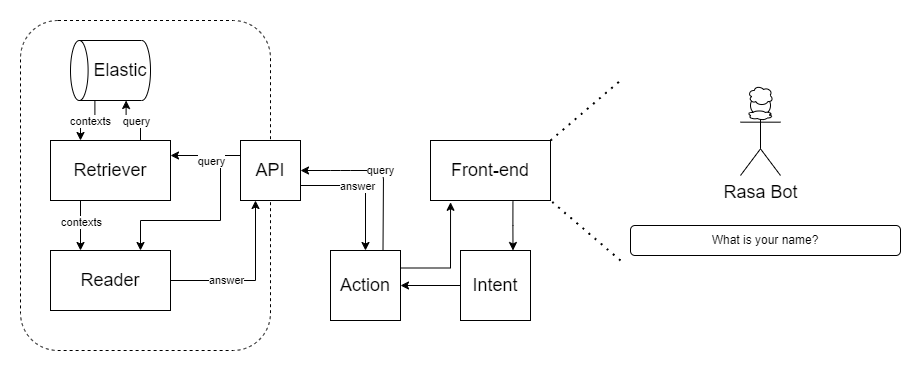 Elastic
contexts
query
Retriever
query
API
query
answer
Front-end
Rasa Bot
contexts
What is your name?
Reader
answer
Action
Intent